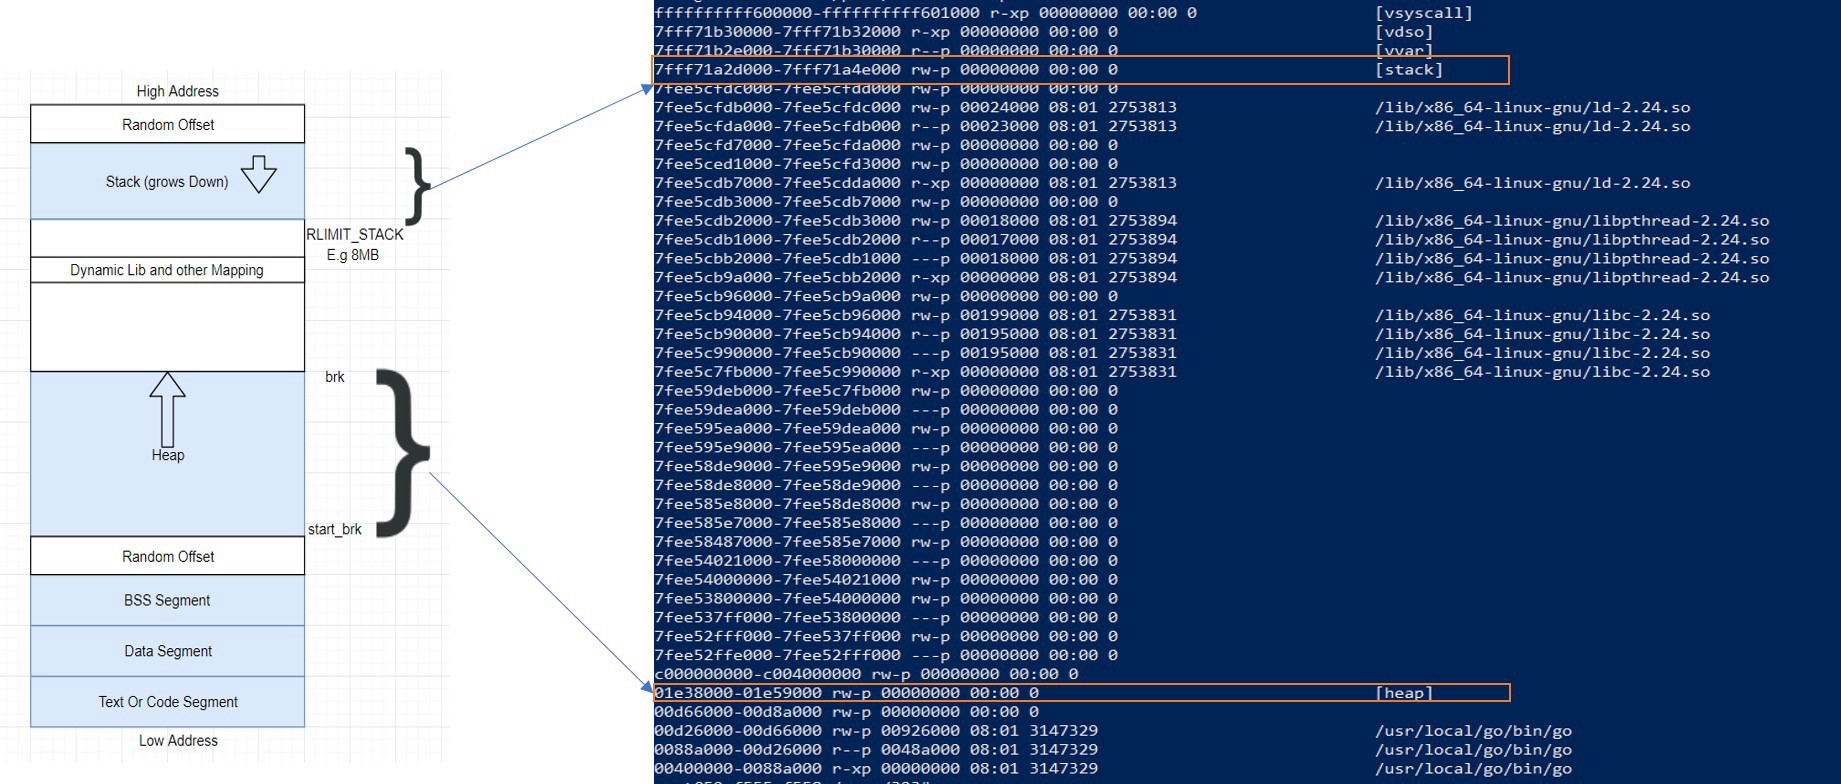 High Address
Random Offset
Stack (grows Down)
RLIMIT_STACK
E.g 8MB
Dynamic Lib and other Mapping
brk
Heap
start_brk
Random Offset
BSS Segment
Data Segment
Text Or Code Segment
Low Address
ffffffffff600000-ffffffffff601000 r-xp 00000000 00:00 0 [vsyscall]
7fff71b30000-7fff71b32000 r-xp 00000000 00:00 0 [vdso]
7fff71b2e000-7fff71b30000 r--p 00000000 00:00 0 [vvar]
7fff71a2d000-7fff71a4e000 rw-p 00000000 00:00 0 [stack]
7fee5cfdc000-7fee5cfdd000 rw-p 00000000 00:00 0
7fee5cfdb000-7fee5cfdc000 rw-p 00024000 08:01 2753813 /lib/x86_64-linux-gnu/ld-2.24.so
7fee5cfda000-7fee5cfdb000 r--p 00023000 08:01 2753813 /lib/x86_64-linux-gnu/ld-2.24.so
7fee5cfd7000-7fee5cfda000 rw-p 00000000 00:00 0
7fee5ced1000-7fee5cfd3000 rw-p 00000000 00:00 0
7fee5cdb7000-7fee5cdda000 r-xp 00000000 08:01 2753813 /lib/x86_64-linux-gnu/ld-2.24.so
7fee5cdb3000-7fee5cdb7000 rw-p 00000000 00:00 0
7fee5cdb2000-7fee5cdb3000 rw-p 00018000 08:01 2753894 /lib/x86_64-linux-gnu/libpthread-2.24.so
7fee5cdb1000-7fee5cdb2000 r--p 00017000 08:01 2753894 /lib/x86_64-linux-gnu/libpthread-2.24.so
7fee5cbb2000-7fee5cdb1000 ---p 00018000 08:01 2753894 /lib/x86_64-linux-gnu/libpthread-2.24.so
7fee5cb9a000-7fee5cbb2000 r-xp 00000000 08:01 2753894 /lib/x86_64-linux-gnu/libpthread-2.24.so
7fee5cb96000-7fee5cb9a000 rw-p 00000000 00:00 0
7fee5cb94000-7fee5cb96000 rw-p 00199000 08:01 2753831 /lib/x86_64-linux-gnu/libc-2.24.so
7fee5cb90000-7fee5cb94000 r--p 00195000 08:01 2753831 /lib/x86_64-linux-gnu/libc-2.24.so
7fee5c990000-7fee5cb90000 ---p 00195000 08:01 2753831 /lib/x86_64-linux-gnu/libc-2.24.so
7fee5c7fb000-7fee5c990000 r-xp 00000000 08:01 2753831 /lib/x86_64-linux-gnu/libc-2.24.so
7fee59deb000-7fee5c7fb000 rw-p 00000000 00:00 0
7fee59dea000-7fee59deb000 ---p 00000000 00:00 0
7fee595ea000-7fee59dea000 rw-p 00000000 00:00 0
7fee595e9000-7fee595ea000 ---p 00000000 00:00 0
7fee58de9000-7fee595e9000 rw-p 00000000 00:00 0
7fee58de8000-7fee58de9000 ---p 00000000 00:00 0
7fee585e8000-7fee58de8000 rw-p 00000000 00:00 0
7fee585e7000-7fee585e8000 ---p 00000000 00:00 0
7fee58487000-7fee585e7000 rw-p 00000000 00:00 0
7fee54021000-7fee58000000 ---p 00000000 00:00 0
7fee54000000-7fee54021000 rw-p 00000000 00:00 0
7fee53800000-7fee54000000 rw-p 00000000 00:00 0
7fee537ff000-7fee53800000 ---p 00000000 00:00 0
7fee52fff000-7fee537ff000 rw-p 00000000 00:00 0
7fee52ffe000-7fee52fff000 ---p 00000000 00:00 0
c000000000-c004000000 rw-p 00000000 00:00 0
01e38000-01e59000 rw-p 00000000 00:00 0 [heap]
00d66000-00d8a000 rw-p 00000000 00:00 0
00d26000-00d66000 rw-p 00926000 08:01 3147329 /usr/local/go/bin/go
0088a000-00d26000 r--p 0048a000 08:01 3147329 /usr/local/go/bin/go
00400000-0088a000 r-xp 00000000 08:01 3147329 /usr/local/go/bin/go